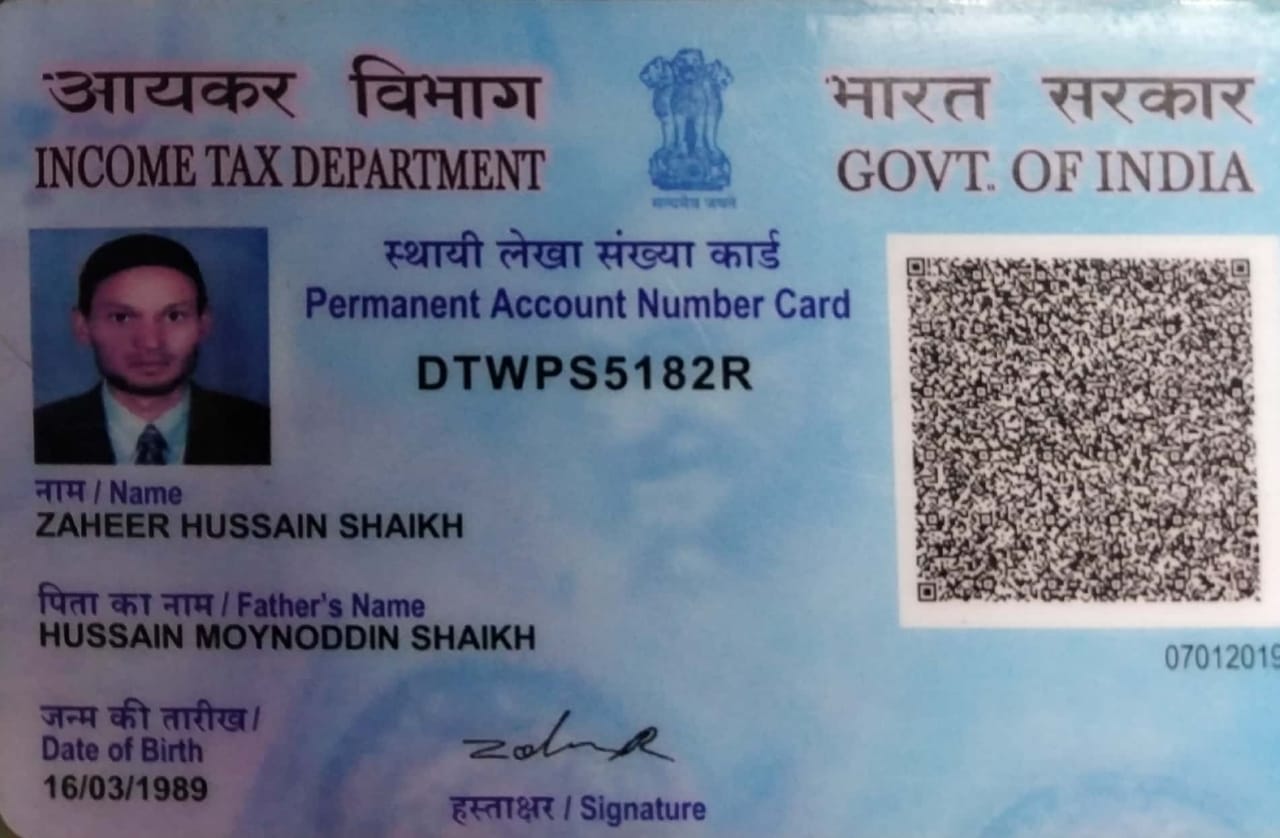 आयकर विभाग
INCOME TAX DEPARTMENT
सत्यमेव जयते
भारत सरकार
GOVT. OF INDIA
स्थायी लेखा संख्या कार्ड
Permanent Account Number Card
DTWPS5182R
नाम / Name
ZAHEER HUSSAIN SHAIKH
पिता का नाम / Father's Name
HUSSAIN MOYNODDIN SHAIKH
07012019
जन्म की तारीख /
Date of Birth
16/03/1989
हस्ताक्षर / Signature